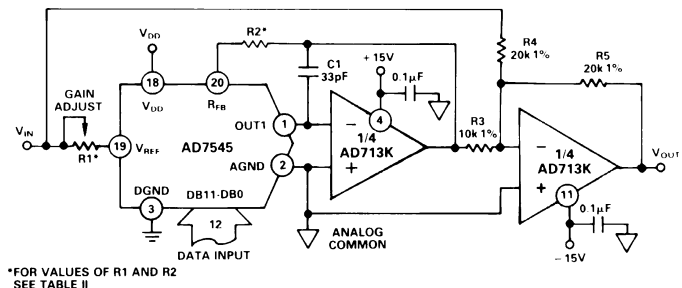 R4
20k 1%
R2*
R5
20k 1%
V_DD
+15V
C1
33pF
0.1µF
GAIN
ADJUST
18
20
V_DD
R_FB
4
V_IN
OUT1
1
−
1/4
AD713K
+
R3
10k 1%
19
V_REF
AD7545
R1*
AGND
2
−
1/4
AD713K
+
V_OUT
DGND
DB11-DB0
3
12
DATA INPUT
ANALOG
COMMON
11
0.1µF
−15V
*FOR VALUES OF R1 AND R2
SEE TABLE II